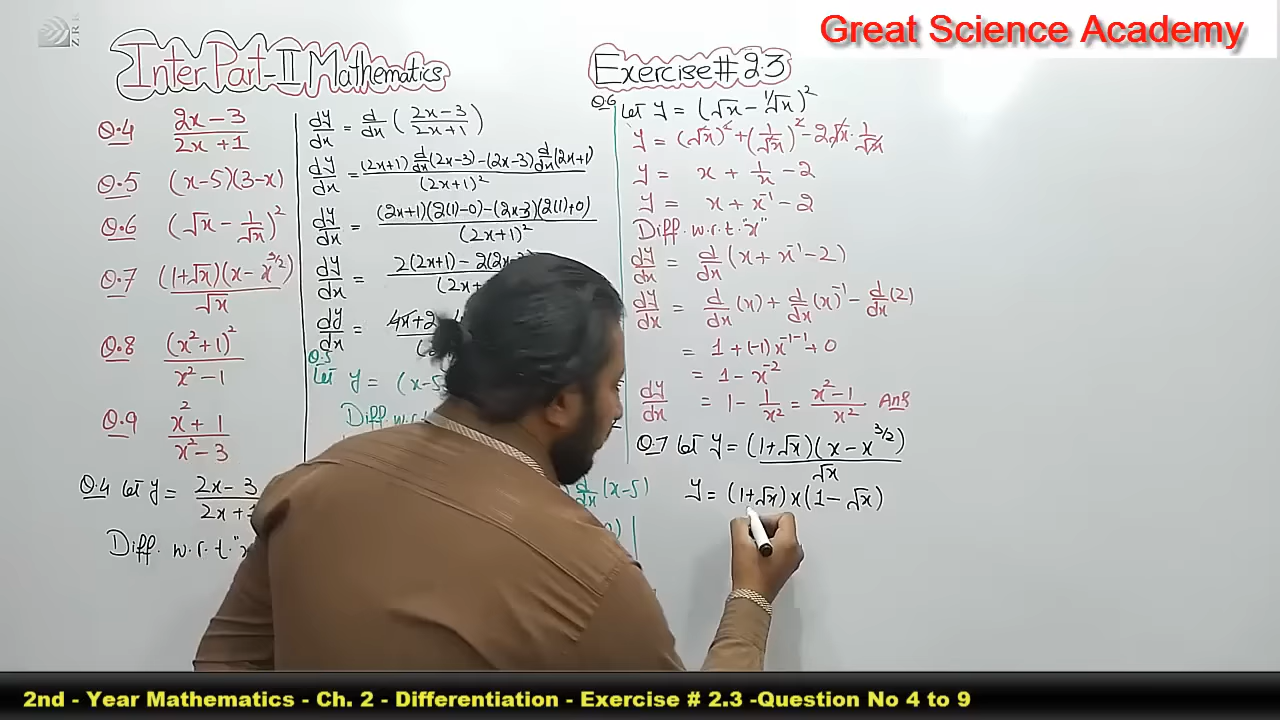 ZRK
Great Science Academy
Inter Part-II Mathematics
Exercise # 2.3
Q.4 (2x-3)/(2x+1)
Q.5 (x-5)(3-x)
Q.6 (√x - 1/√x)²
Q.7 (1+√x)(x-x^3/2)/√x
Q.8 (x²+1)²/(x²-1)
Q.9 (x²+1)/(x²-3)
Q.4 Let y = (2x-3)/(2x+1
Diff. w.r.t. "x
dy/dx = d/dx ((2x-3)/(2x+1))
dy/dx = ((2x+1) d/dx(2x-3) - (2x-3) d/dx(2x+1))/(2x+1)²
dy/dx = ((2x+1)(2(1)-0) - (2x-3)(2(1)+0))/(2x+1)²
dy/dx = 2(2x+1) - 2(2x-3
dy/dx = 4x+2
Q.5
Let y = (x-5
Diff. w.r.t
d/dx (x-5)
Q.6 Let y = (√x - 1/√x)²
y = (√x)² + (1/√x)² - 2√x · 1/√x
y = x + 1/x - 2
y = x + x⁻¹ - 2
Diff. w.r.t. "x"
dy/dx = d/dx (x + x⁻¹ - 2)
dy/dx = d/dx (x) + d/dx (x)⁻¹ - d/dx (2)
= 1 + (-1) x⁻¹⁻¹ + 0
= 1 - x⁻²
dy/dx = 1 - 1/x² = (x²-1)/x² Ans
Q.7 Let y = (1+√x)(x-x^3/2)/√x
y = (1+√x)x(1-√x)
2nd - Year Mathematics - Ch. 2 - Differentiation - Exercise # 2.3 -Question No 4 to 9